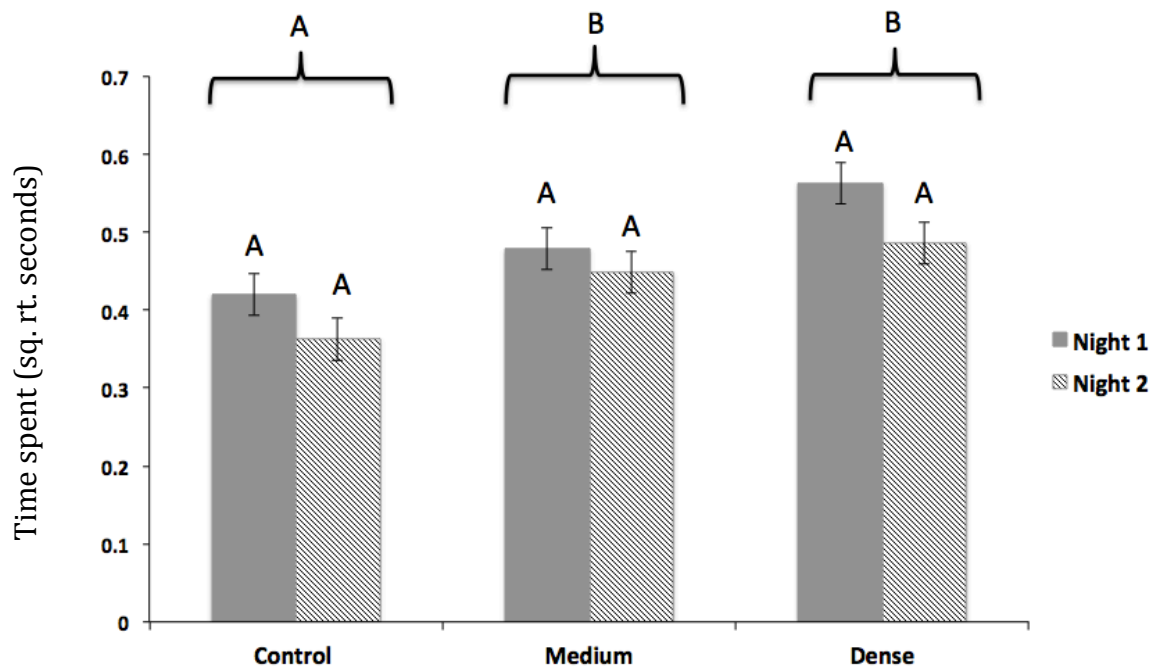 A B B
0.7
0.6
0.5
0.4
0.3
0.2
0.1
0
Time spent (sq. rt. seconds)
A A
A A
A A
Control Medium Dense
Night 1
Night 2